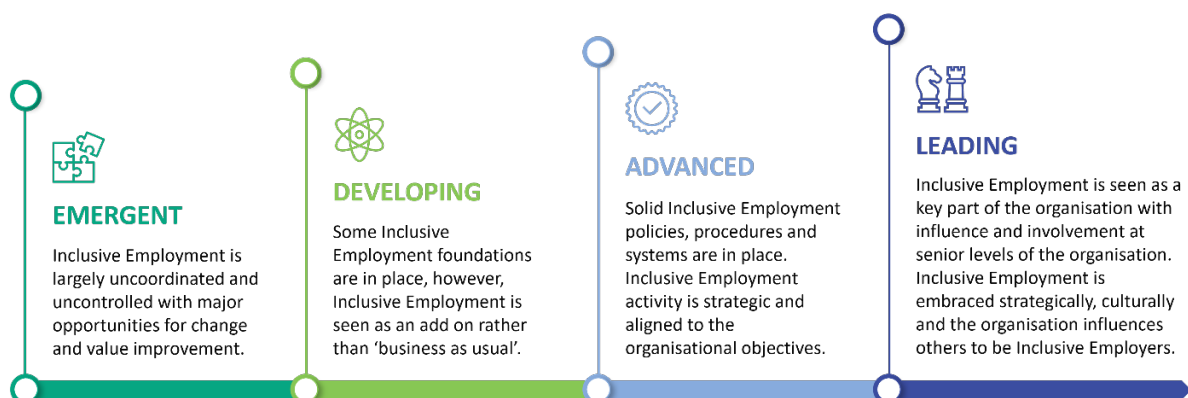 EMERGENT
Inclusive Employment is
largely uncoordinated and
uncontrolled with major
opportunities for change
and value improvement.
DEVELOPING
Some Inclusive
Employment foundations
are in place, however,
Inclusive Employment is
seen as an add on rather
than ‘business as usual’.
ADVANCED
Solid Inclusive Employment
policies, procedures and
systems are in place.
Inclusive Employment
activity is strategic and
aligned to the
organisational objectives.
LEADING
Inclusive Employment is seen as a
key part of the organisation with
influence and involvement at
senior levels of the organisation.
Inclusive Employment is
embraced strategically, culturally
and the organisation influences
others to be Inclusive Employers.